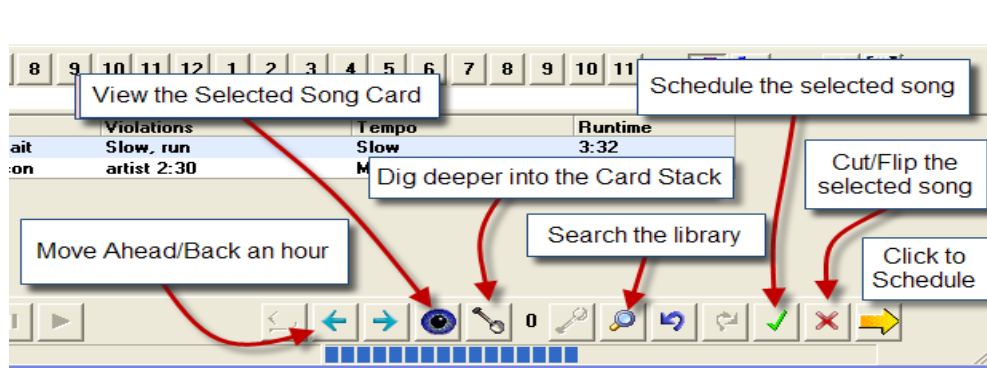 8 9 10 11 12 1 2 3 4 5 6 7 8 9 10 11
View the Selected Song Card
Schedule the selected song
Violations Tempo Runtime
ait Slow, run Slow 3:32
con artist 2:30 M
Dig deeper into the Card Stack
Cut/Flip the
selected song
Move Ahead/Back an hour
Search the library
Click to
Schedule
0